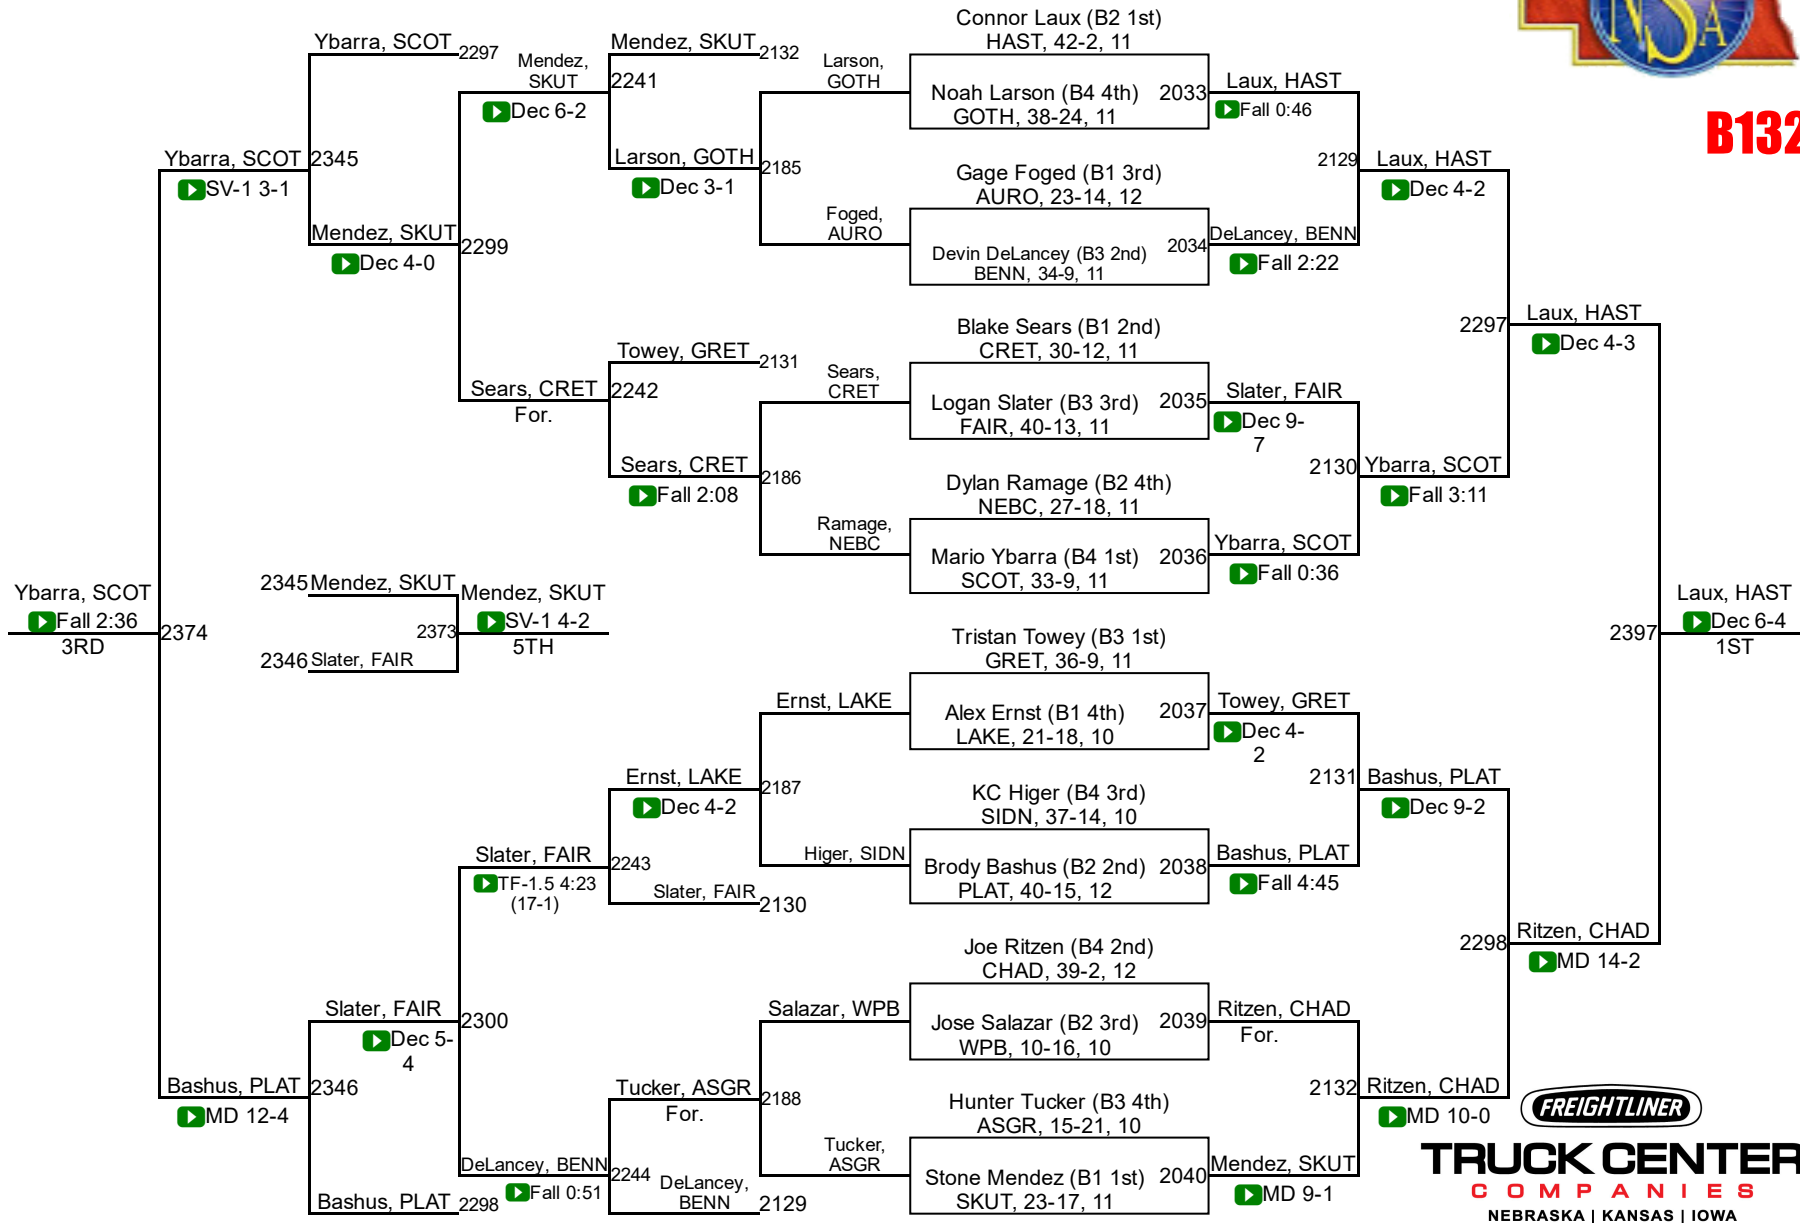 NSA
B132
Connor Laux (B2 1st)
HAST, 42-2, 11
Noah Larson (B4 4th)
GOTH, 38-24, 11
2033
Gage Foged (B1 3rd)
AURO, 23-14, 12
Devin DeLancey (B3 2nd)
BENN, 34-9, 11
2034
Blake Sears (B1 2nd)
CRET, 30-12, 11
Logan Slater (B3 3rd)
FAIR, 40-13, 11
2035
Dylan Ramage (B2 4th)
NEBC, 27-18, 11
Mario Ybarra (B4 1st)
SCOT, 33-9, 11
2036
Tristan Towey (B3 1st)
GRET, 36-9, 11
Alex Ernst (B1 4th)
LAKE, 21-18, 10
2037
KC Higer (B4 3rd)
SIDN, 37-14, 10
Brody Bashus (B2 2nd)
PLAT, 40-15, 12
2038
Joe Ritzen (B4 2nd)
CHAD, 39-2, 12
Jose Salazar (B2 3rd)
WPB, 10-16, 10
2039
Hunter Tucker (B3 4th)
ASGR, 15-21, 10
Stone Mendez (B1 1st)
SKUT, 23-17, 11
2040
Laux, HAST
Fall 0:46
2129
DeLancey, BENN
Fall 2:22
Slater, FAIR
Dec 9-
7
2130
Ybarra, SCOT
Fall 0:36
Towey, GRET
Dec 4-
2
2131
Bashus, PLAT
Fall 4:45
Ritzen, CHAD
For.
2132
Mendez, SKUT
MD 9-1
Laux, HAST
Dec 4-2
2297
Ybarra, SCOT
Fall 3:11
Bashus, PLAT
Dec 9-2
2298
Ritzen, CHAD
MD 10-0
Laux, HAST
Dec 4-3
2397
Ritzen, CHAD
MD 14-2
Laux, HAST
Dec 6-4
1ST
Larson,
GOTH
2185
Foged,
AURO
Sears,
CRET
2186
Ramage,
NEBC
Ernst, LAKE
2187
Higer, SIDN
Salazar, WPB
2188
Tucker,
ASGR
Mendez, SKUT
2132
2241
Larson, GOTH
Dec 3-1
Towey, GRET
2131
2242
Sears, CRET
Fall 2:08
Ernst, LAKE
Dec 4-2
2243
Slater, FAIR
2130
Tucker, ASGR
For.
2244
DeLancey,
BENN
2129
Mendez,
SKUT
Dec 6-2
2299
Sears, CRET
For.
Slater, FAIR
TF-1.5 4:23
(17-1)
2300
DeLancey, BENN
Fall 0:51
Ybarra, SCOT
2297
2345
Mendez, SKUT
Dec 4-0
Slater, FAIR
Dec 5-
4
2346
Bashus, PLAT
2298
Ybarra, SCOT
SV-1 3-1
2374
Bashus, PLAT
MD 12-4
Ybarra, SCOT
Fall 2:36
3RD
2345
Mendez, SKUT
2373
2346
Slater, FAIR
Mendez, SKUT
SV-1 4-2
5TH
FREIGHTLINER
TRUCK CENTER
COMPANIES
NEBRASKA | KANSAS | IOWA